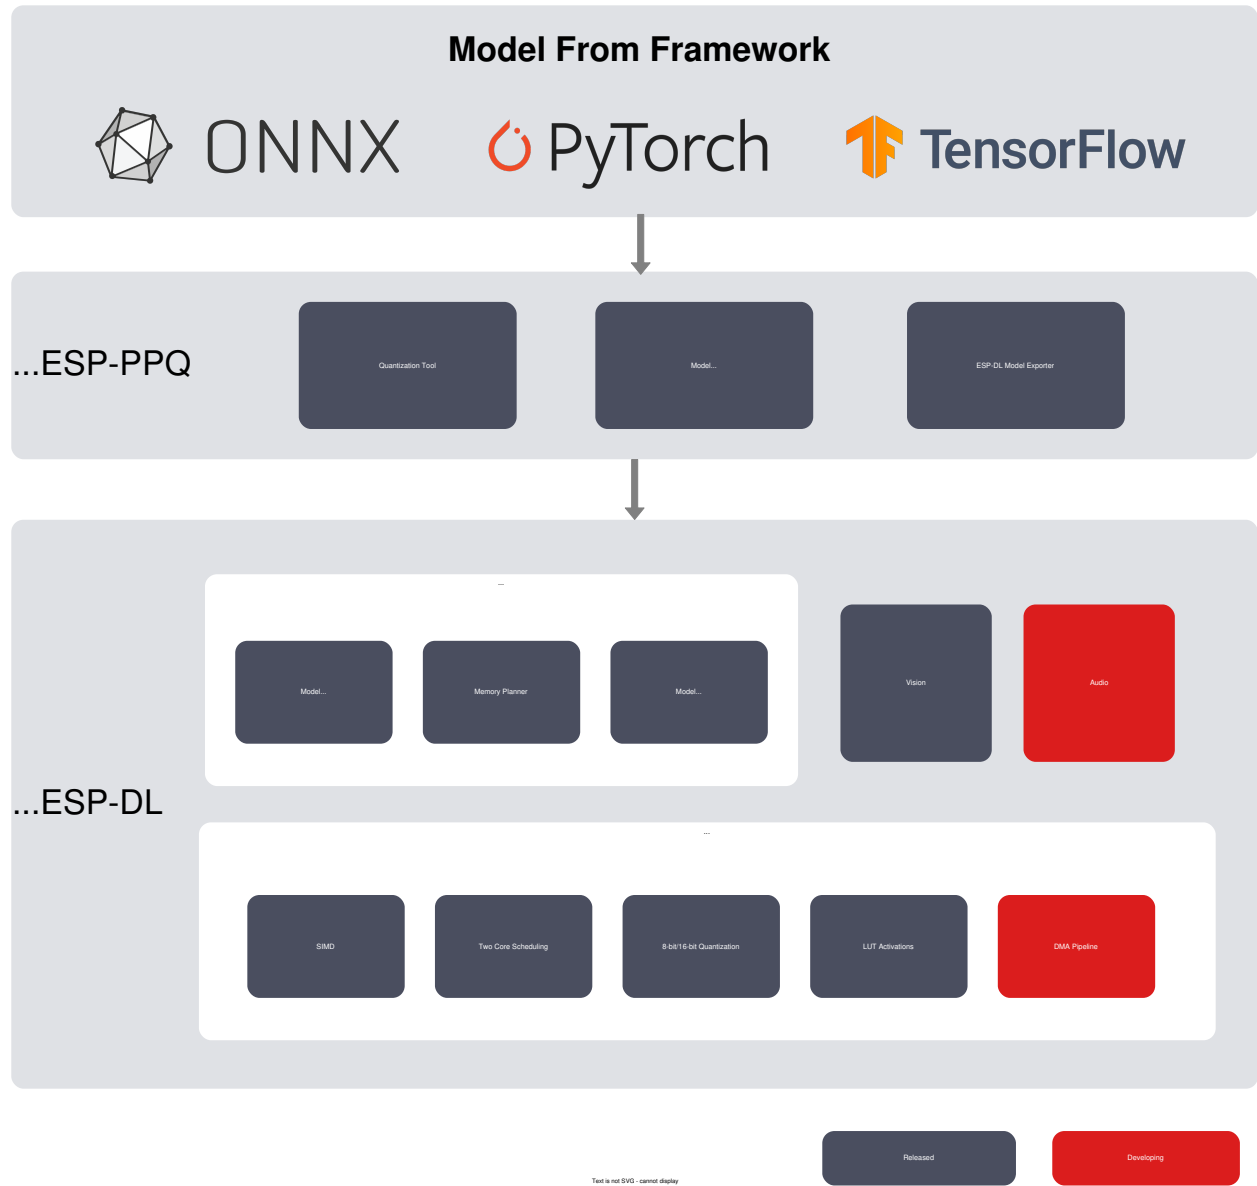 Model From Framework
ONNX
PyTorch
TensorFlow
...ESP-PPQ
Quantization Tool
Model...
ESP-DL Model Exporter
...
Model...
Memory Planner
Model...
Vision
Audio
...ESP-DL
...
SIMD
Two Core Scheduling
8-bit/16-bit Quantization
LUT Activations
DMA Pipeline
Released
Developing
Text is not SVG - cannot display